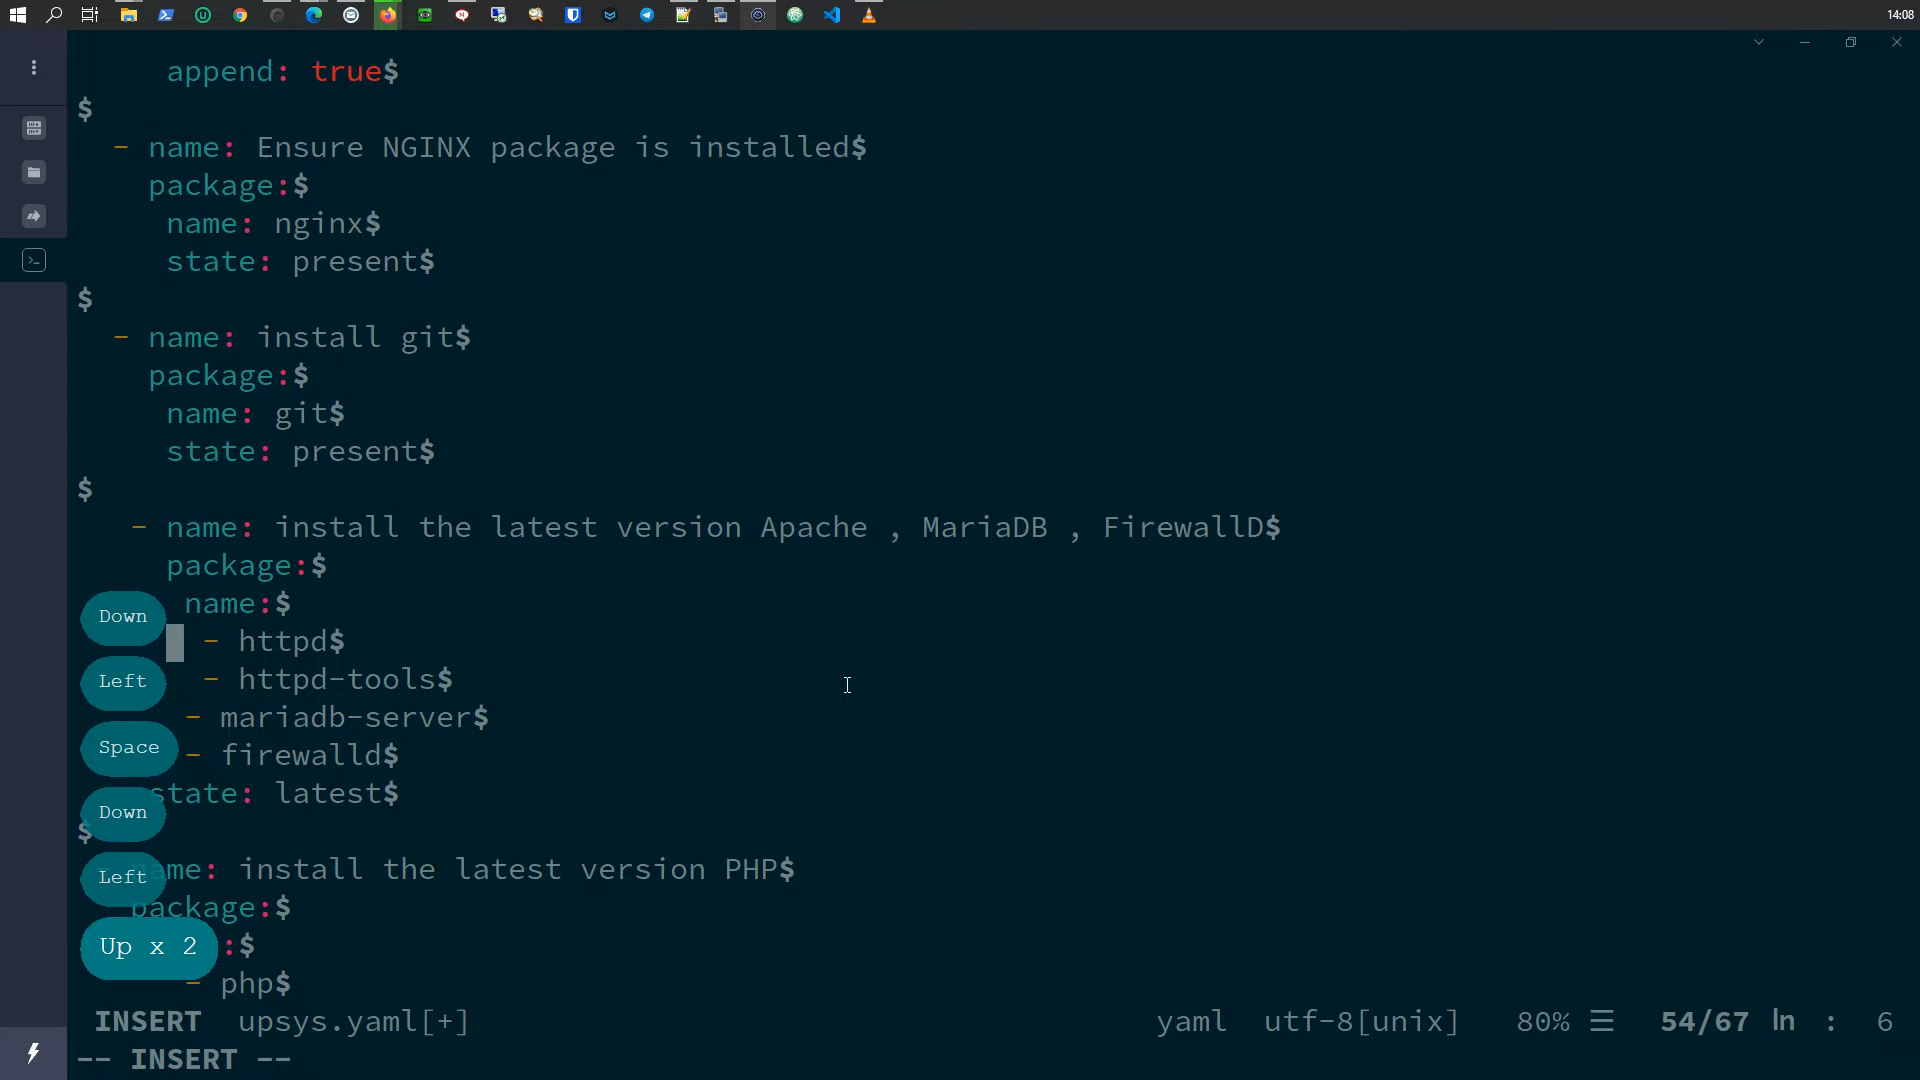 14:08
append: true$
$
- name: Ensure NGINX package is installed$
package:$
name: nginx$
state: present$
$
- name: install git$
package:$
name: git$
state: present$
$
- name: install the latest version Apache , MariaDB , FirewallD$
package:$
name:$
Down
- httpd$
Left
- httpd-tools$
- mariadb-server$
Space
- firewalld$
state: latest$
Down
$
name: install the latest version PHP$
Left
package:$
Up x 2
:$
- php$
INSERT upsys.yaml[+] yaml utf-8[unix] 80% ☰ 54/67 ln : 6
-- INSERT --